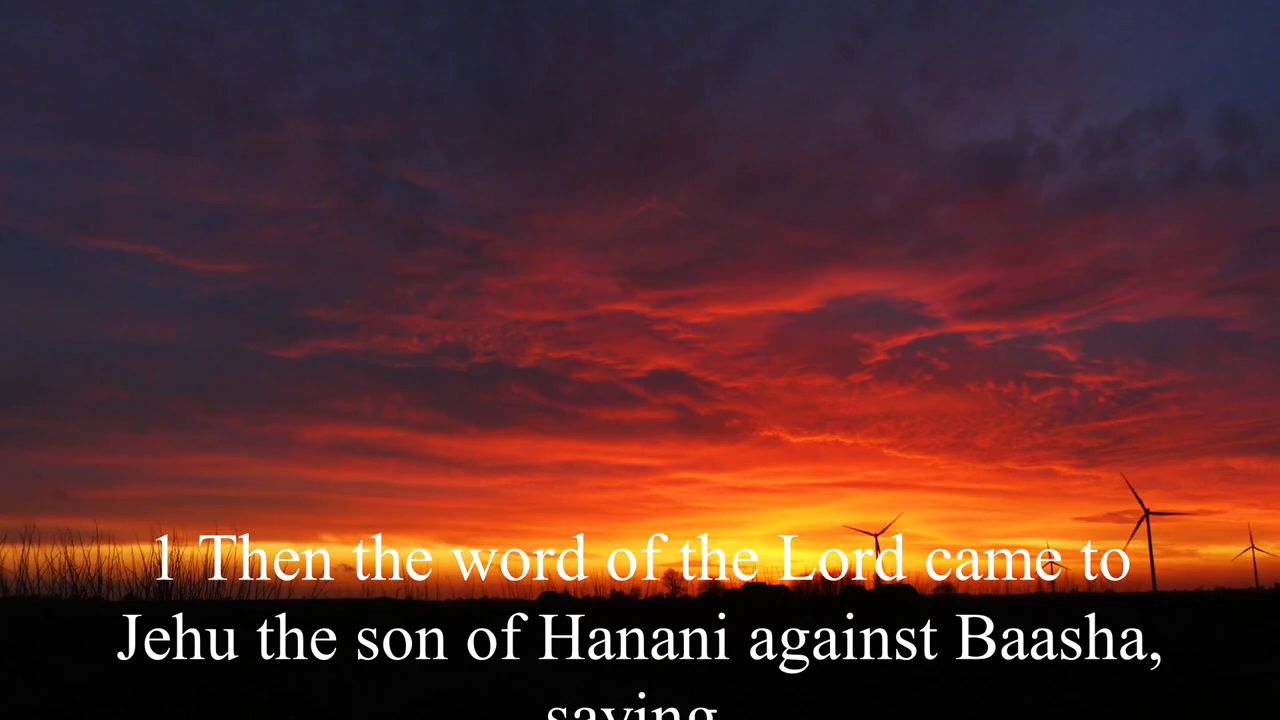 1 Then the word of the Lord came to
Jehu the son of Hanani against Baasha,
saying